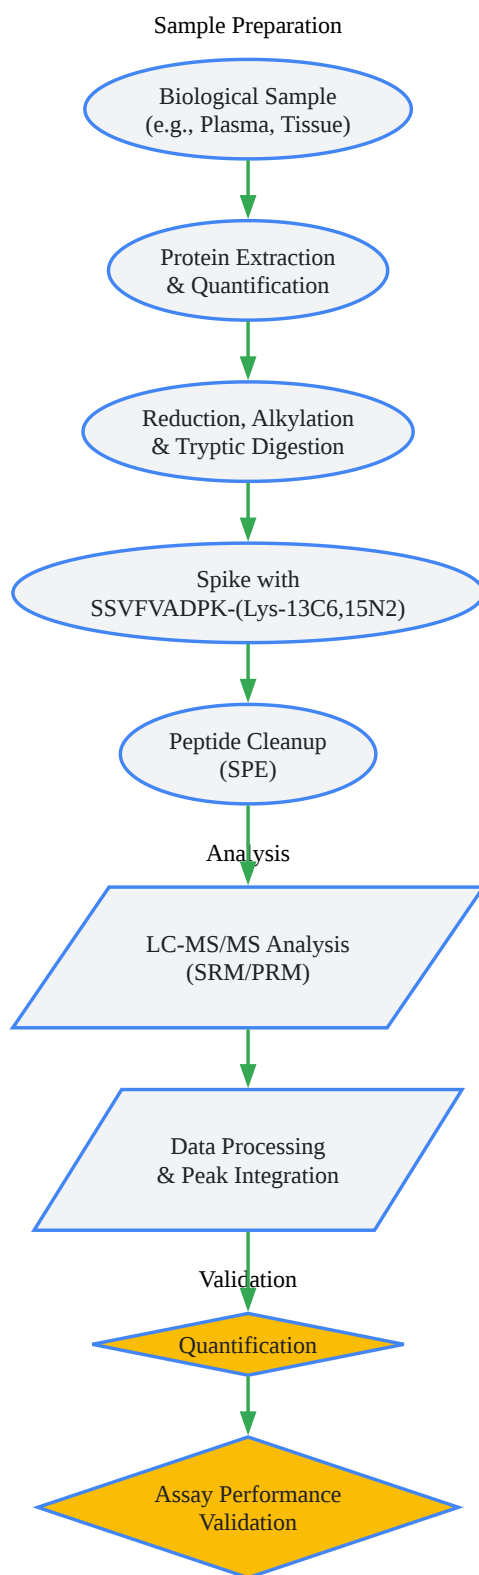 Sample Preparation
Biological Sample
(e.g., Plasma, Tissue)
Protein Extraction
& Quantification
Reduction, Alkylation
& Tryptic Digestion
Spike with
SSVFVADPK-(Lys-13C6,15N2)
Peptide Cleanup
(SPE)
Analysis
LC-MS/MS Analysis
(SRM/PRM)
Data Processing
& Peak Integration
Validation
Quantification
Assay Performance
Validation